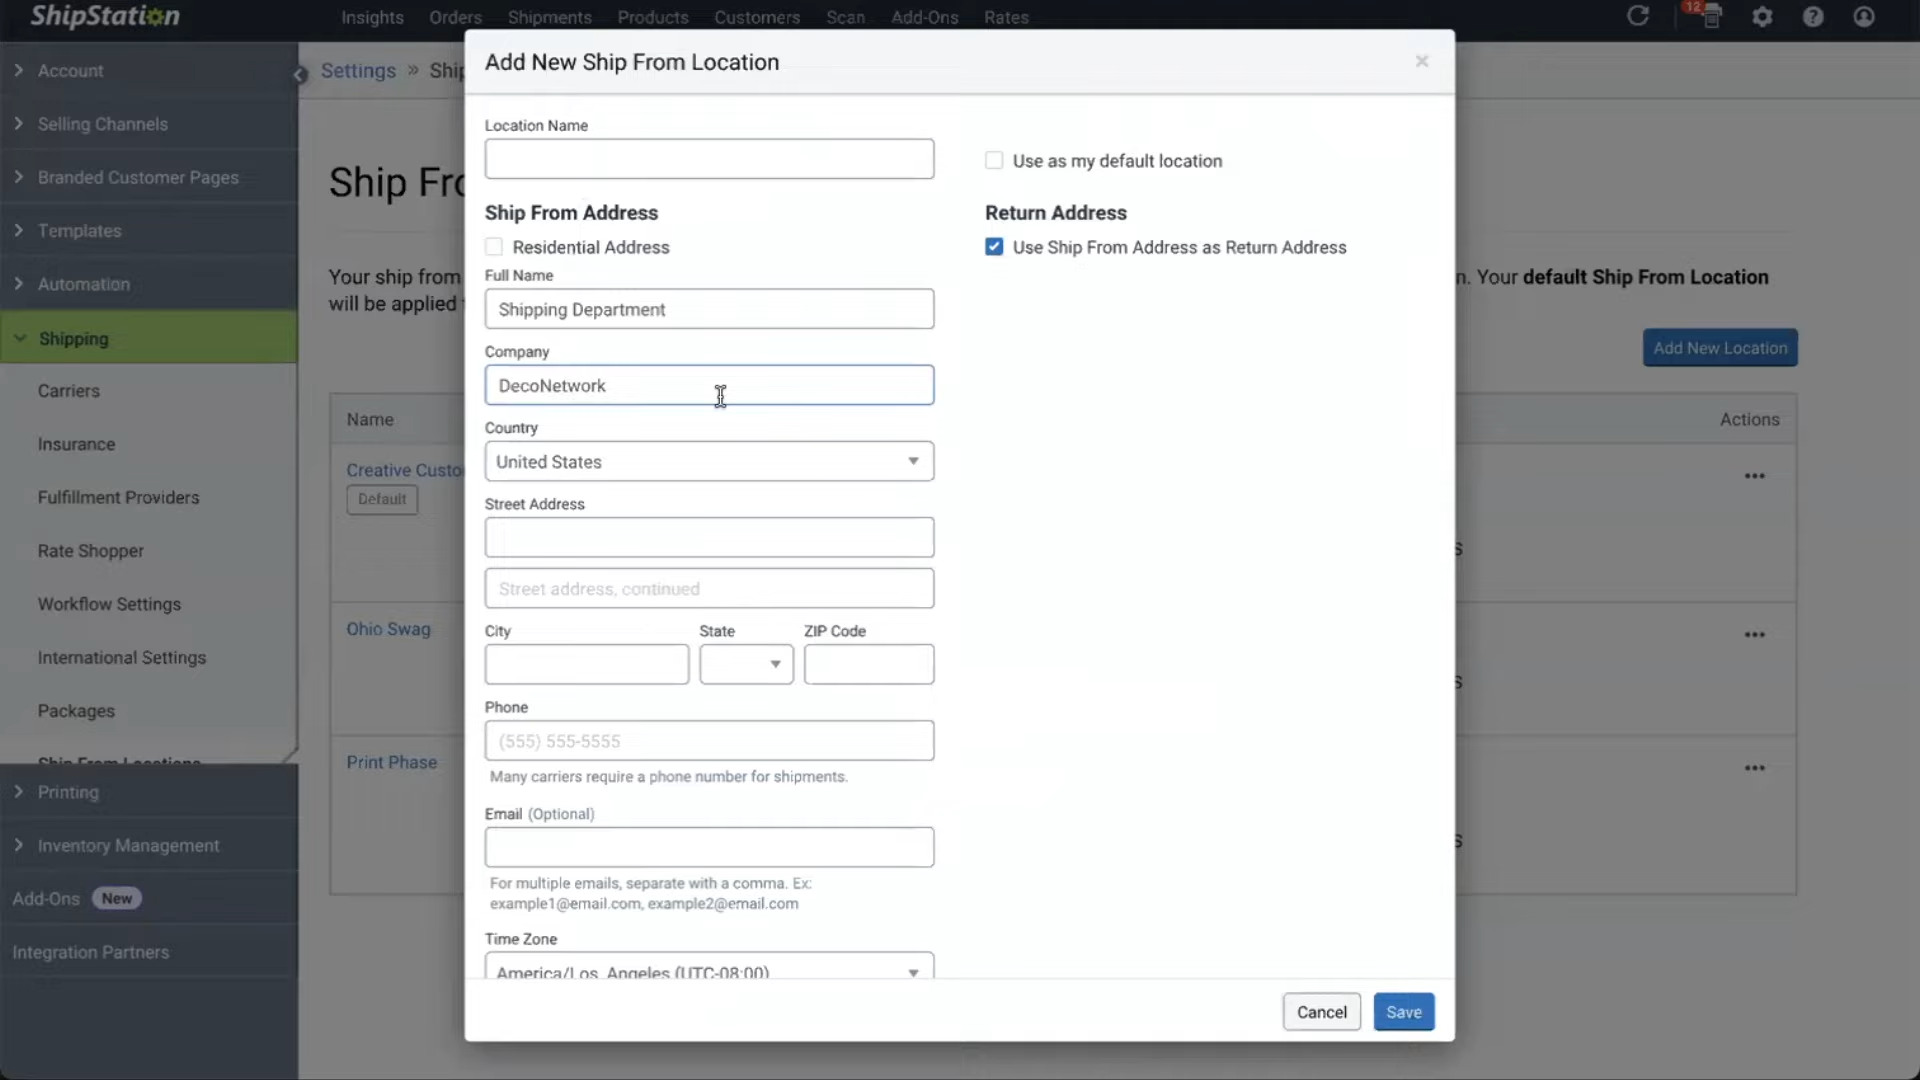 ShipStation
Insights Orders Shipments Products Customers Scan Add-Ons Rates
12
Account
Selling Channels
Branded Customer Pages
Templates
Automation
Shipping
Carriers
Insurance
Fulfillment Providers
Rate Shopper
Workflow Settings
International Settings
Packages
Ship From Locations
Printing
Inventory Management
Add-Ons New
Integration Partners
Settings » Ship
Ship Fro
Your ship from
will be applied
n. Your default Ship From Location
Add New Location
Name
Actions
Creative Custo
Default
Ohio Swag
Print Phase
S
S
S
Add New Ship From Location
×
Location Name
Use as my default location
Ship From Address
Return Address
Residential Address
Use Ship From Address as Return Address
Full Name
Shipping Department
Company
DecoNetwork
Country
United States
Street Address
Street address, continued
City State ZIP Code
Phone
(555) 555-5555
Many carriers require a phone number for shipments.
Email (Optional)
For multiple emails, separate with a comma. Ex:
example1@email.com, example2@email.com
Time Zone
America/Los_Angeles (UTC-08:00)
Cancel
Save